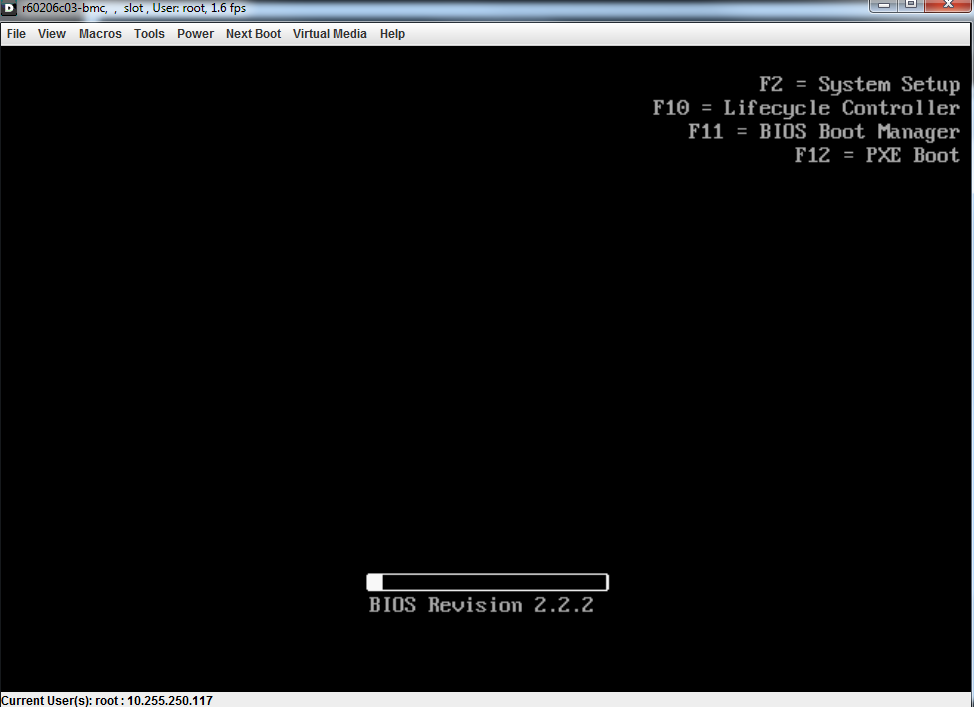 r60206c03-bmc, , slot , User: root, 1.6 fps
File View Macros Tools Power Next Boot Virtual Media Help
F2 = System Setup
F10 = Lifecycle Controller
F11 = BIOS Boot Manager
F12 = PXE Boot
BIOS Revision 2.2.2
Current User(s): root : 10.255.250.117